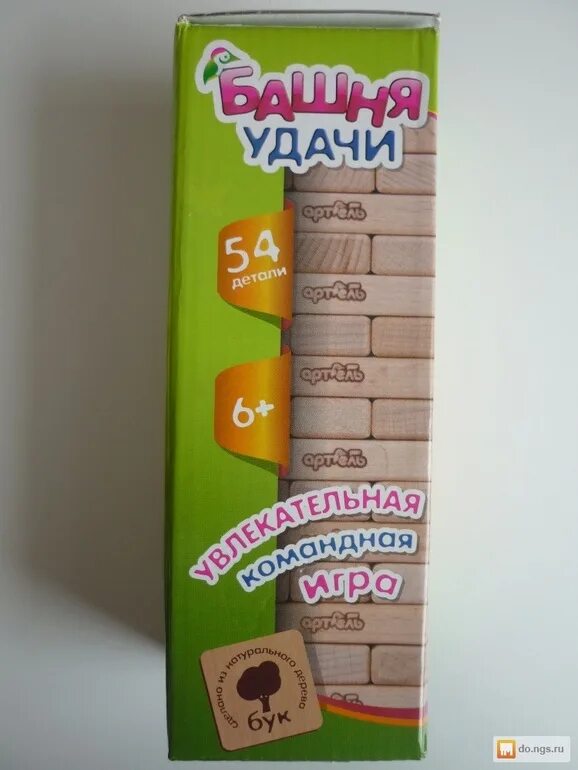 Башня
удачи
артель
54
детали
артель
артель
6+
артель
увлекательная
командная
игра
артель
сделано из натурального дерева
бук
do.ngs.ru